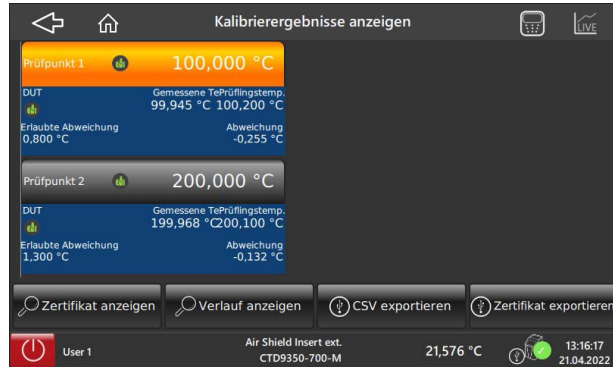 Kalibrierergebnisse anzeigen
LIVE
Prüfpunkt 1 100,000 °C
DUT Gemessene TePrüflingstemp.
99,945 °C 100,200 °C
Erlaubte Abweichung Abweichung
0,800 °C -0,255 °C
Prüfpunkt 2 200,000 °C
DUT Gemessene TePrüflingstemp.
199,968 °C200,100 °C
Erlaubte Abweichung Abweichung
1,300 °C -0,132 °C
Zertifikat anzeigen Verlauf anzeigen CSV exportieren Zertifikat exportieren
User 1 Air Shield Insert ext. 21,576 °C 13:16:17
CTD9350-700-M 21.04.2022